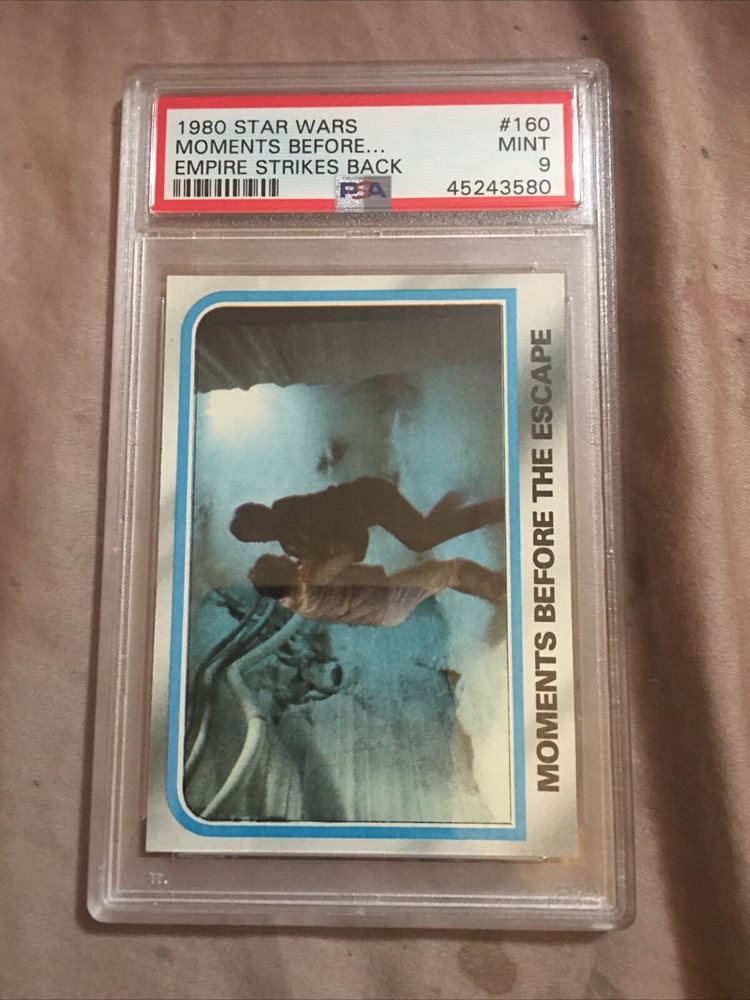 1980 STAR WARS #160
MOMENTS BEFORE... MINT
EMPIRE STRIKES BACK 9
PSA 45243580
MOMENTS BEFORE THE ESCAPE